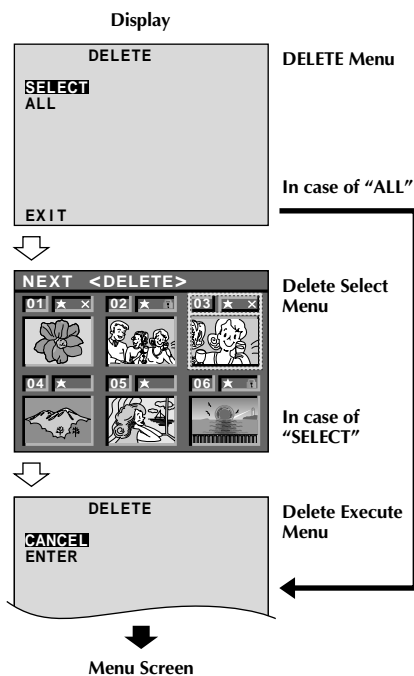 Display
DELETE
SELECT
ALL
EXIT
DELETE Menu
In case of “ALL”
NEXT <DELETE>
01 ★ ×
02 ★
03 ★ ×
04 ★
05 ★
06 ★
Delete Select
Menu
In case of
“SELECT”
DELETE
CANCEL
ENTER
Delete Execute
Menu
Menu Screen